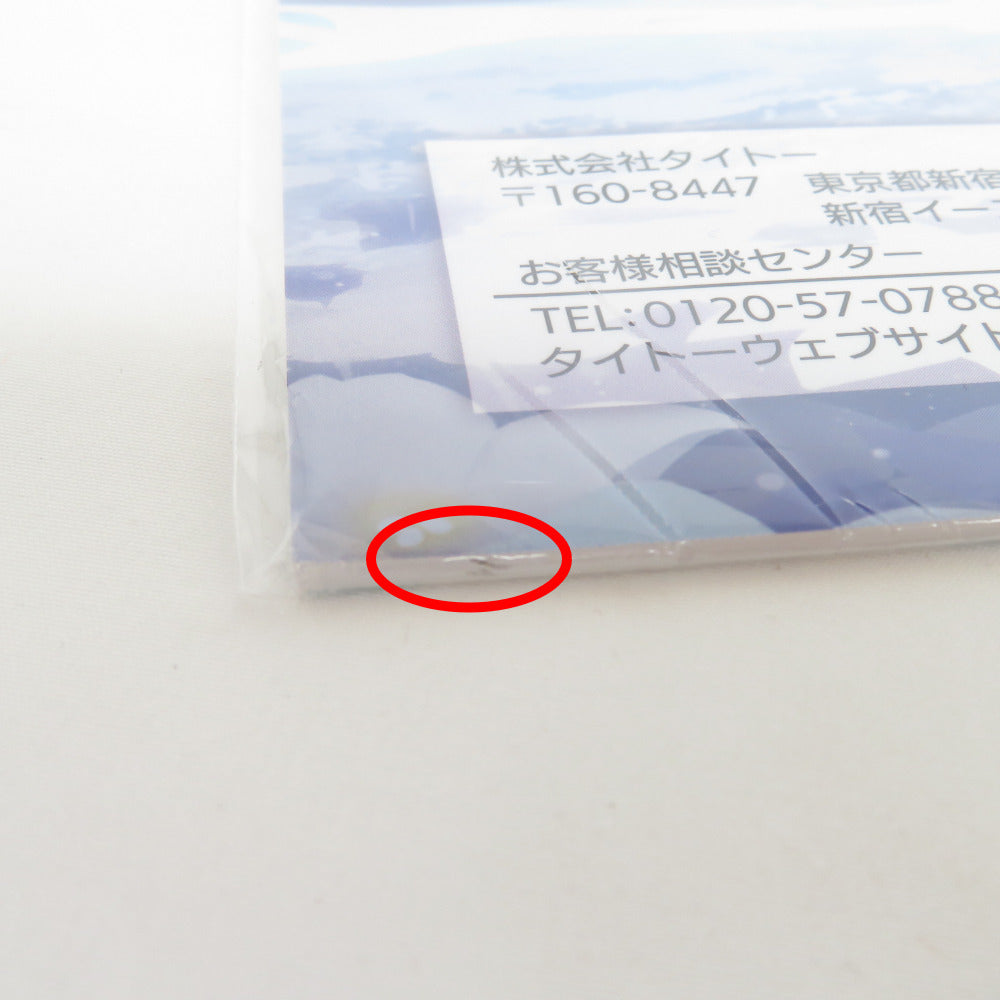 株式会社タイトー
〒160-8447 東京都新宿
新宿イー
お客様相談センター
TEL:0120-57-0788
タイトーウェブサイト